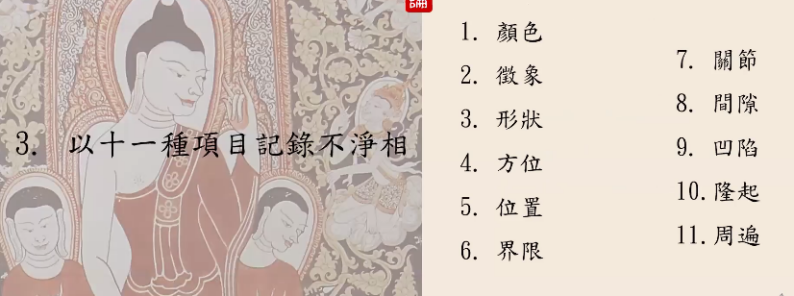 3. 以十一種項目記錄不淨相
1. 顏色
2. 徵象
3. 形狀
4. 方位
5. 位置
6. 界限
7. 關節
8. 間隙
9. 凹陷
10.隆起
11.周遍